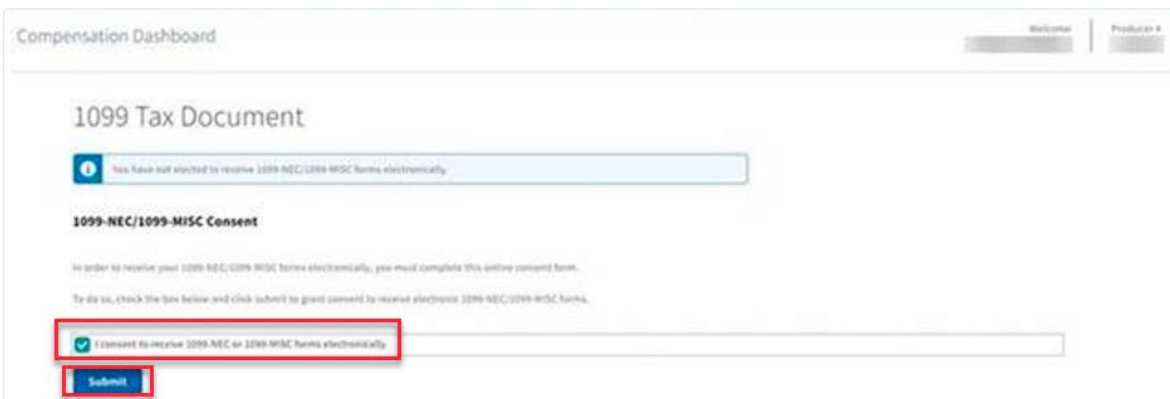 Compensation Dashboard
Welcome
Producer #
1099 Tax Document
You have not elected to receive 1099-NEC/1099-MISC forms electronically.
1099-NEC/1099-MISC Consent
In order to receive your 1099-NEC/1099-MISC forms electronically, you must complete this online consent form.
To do so, check the box below and click submit to grant consent to receive electronic 1099-NEC/1099-MISC forms.
I consent to receive 1099-NEC or 1099-MISC forms electronically.
Submit